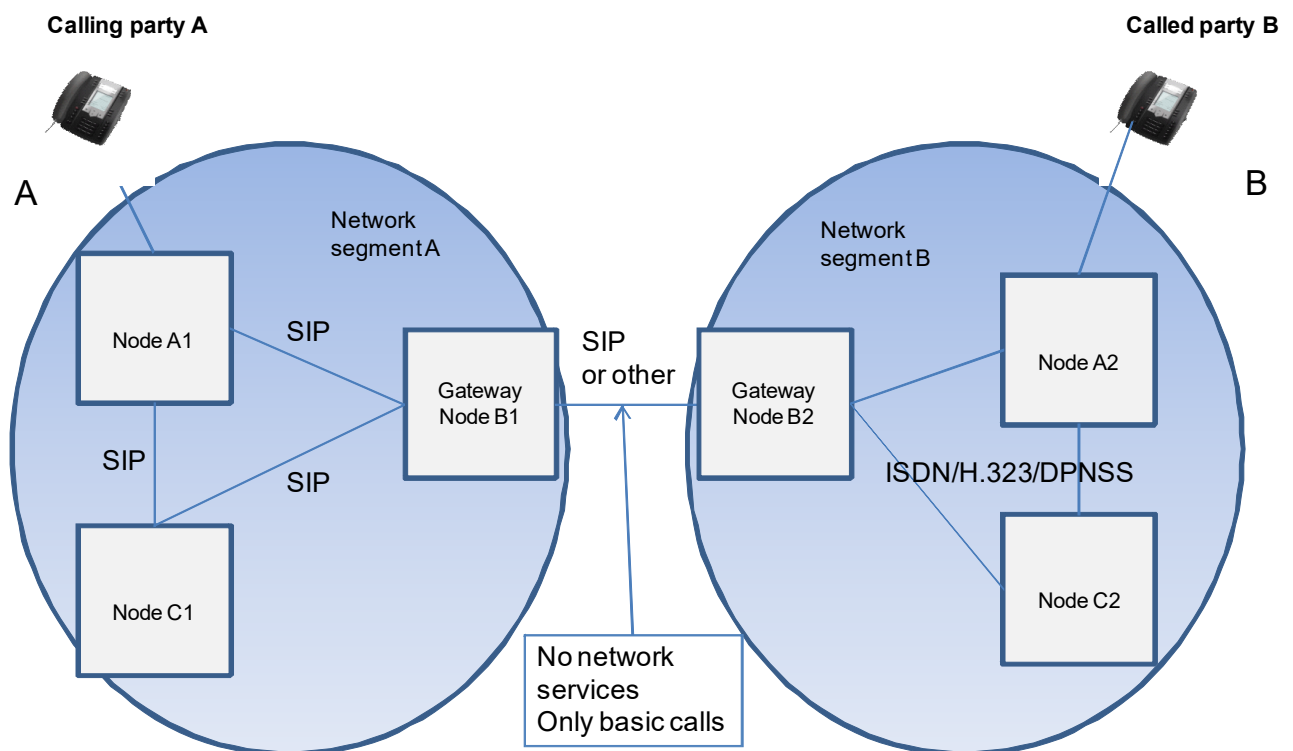 Calling party A
Called party B
A
B
Network
segment A
Network
segment B
Node A1
SIP
Gateway
Node B1
SIP
or other
Gateway
Node B2
Node A2
SIP
SIP
ISDN/H.323/DPNSS
Node C1
Node C2
No network
services
Only basic calls